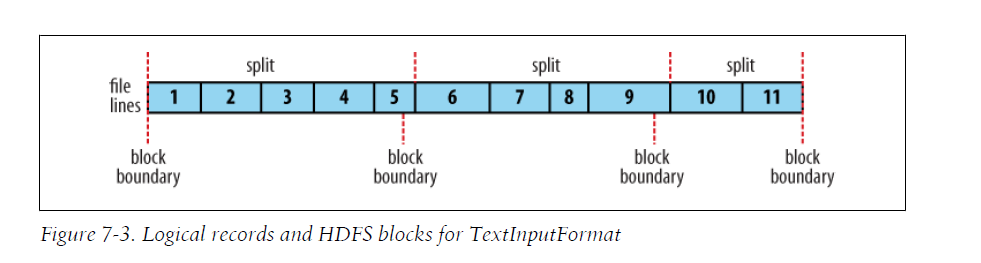 split split split
file
lines
1 2 3 4 5 6 7 8 9 10 11
block
boundary
block
boundary
block
boundary
block
boundary
Figure 7-3. Logical records and HDFS blocks for TextInputFormat